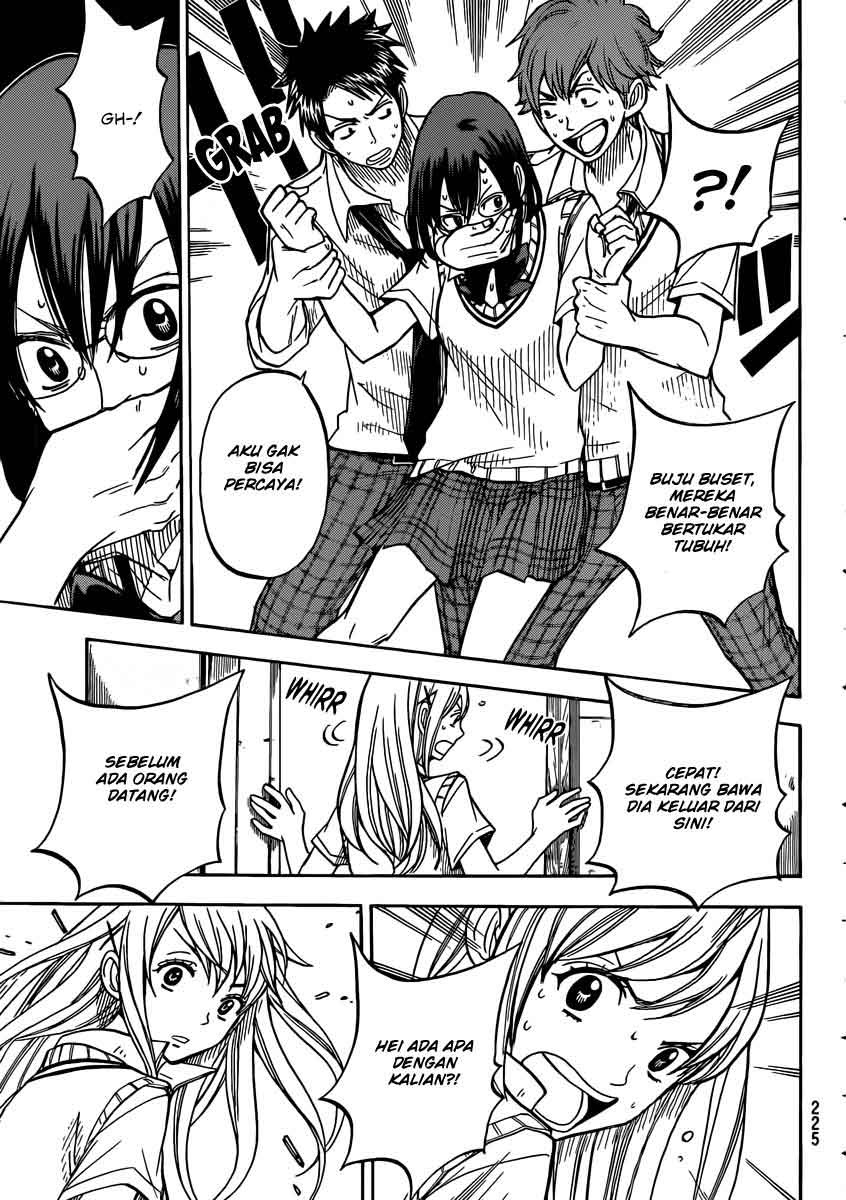 ?!
GRAB
ッ
BUJU BUSET,
MEREKA
BENAR-BENAR
BERTUKAR
TUBUH!
AKU GAK
BISA
PERCAYA!
GH-!
CEPAT!
SEKARANG BAWA
DIA KELUAR DARI
SINI!
WHIRR
WHIRR
SEBELUM
ADA ORANG
DATANG!
HEI ADA APA
DENGAN
KALIAN?!
225